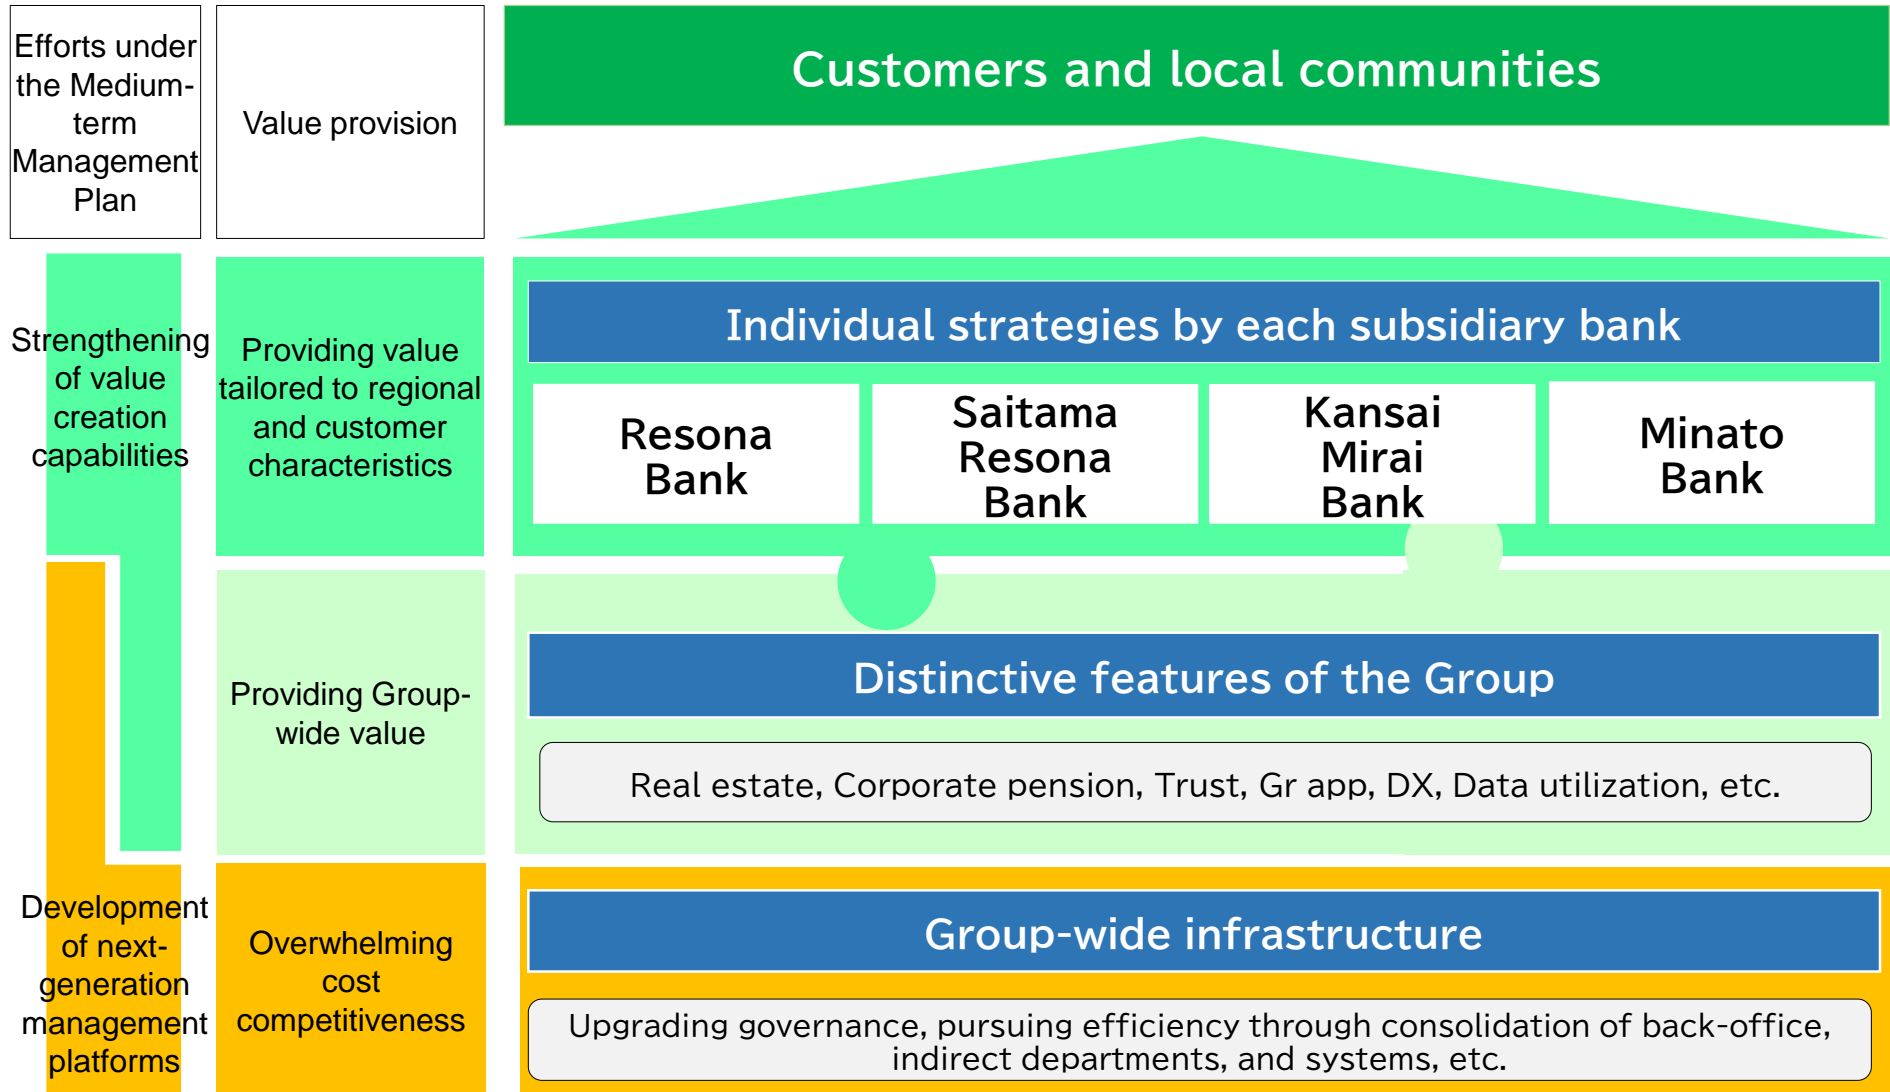 Efforts under
the Medium-
term
Management
Plan
Value provision
Customers and local communities
Strengthening
of value
creation
capabilities
Providing value
tailored to regional
and customer
characteristics
Individual strategies by each subsidiary bank
Resona
Bank
Saitama
Resona
Bank
Kansai
Mirai
Bank
Minato
Bank
Providing Group-
wide value
Distinctive features of the Group
Real estate, Corporate pension, Trust, Gr app, DX, Data utilization, etc.
Development
of next-
generation
management
platforms
Overwhelming
cost
competitiveness
Group-wide infrastructure
Upgrading governance, pursuing efficiency through consolidation of back-office,
indirect departments, and systems, etc.